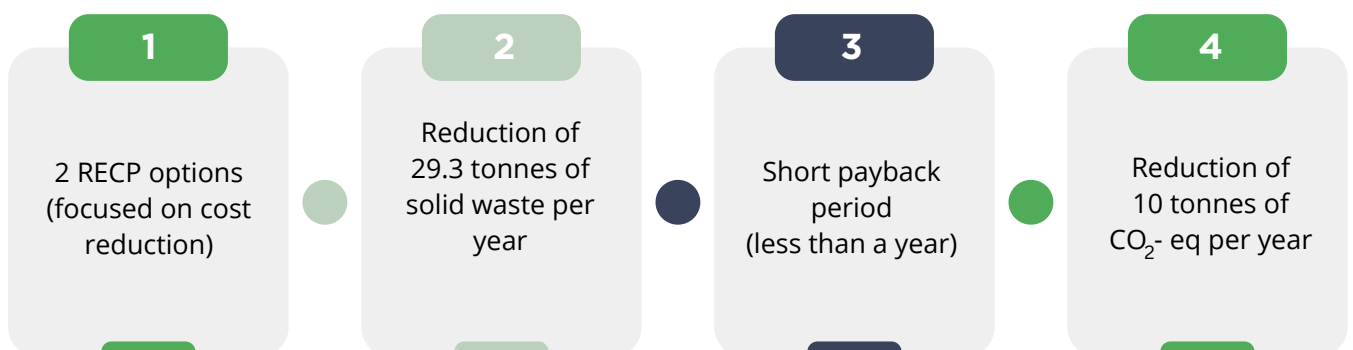 1
2 RECP options
(focused on cost
reduction)
2
Reduction of
29.3 tonnes of
solid waste per
year
3
Short payback
period
(less than a year)
4
Reduction of
10 tonnes of
CO₂- eq per year